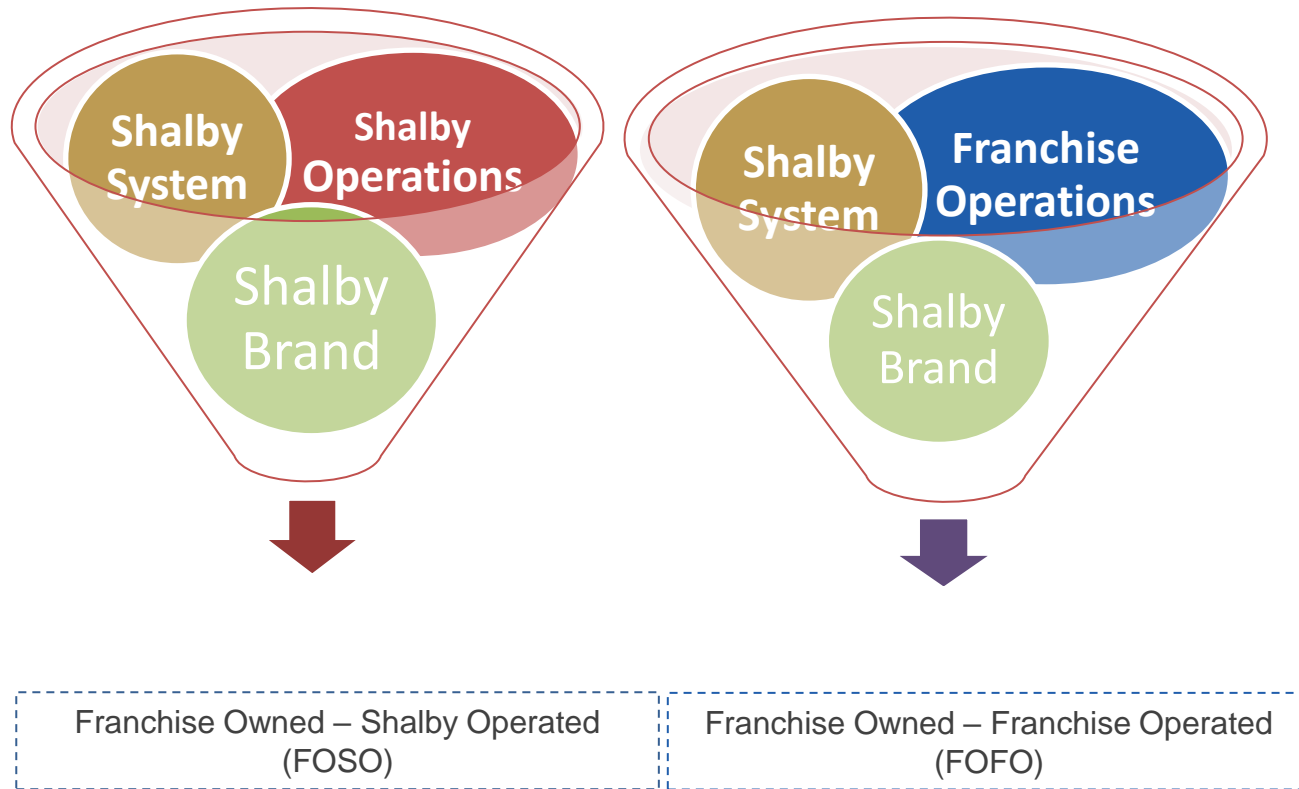 Shalby
System
Shalby
Operations
Shalby
Brand
Shalby
System
Franchise
Operations
Shalby
Brand
Franchise Owned – Shalby Operated
(FOSO)
Franchise Owned – Franchise Operated
(FOFO)